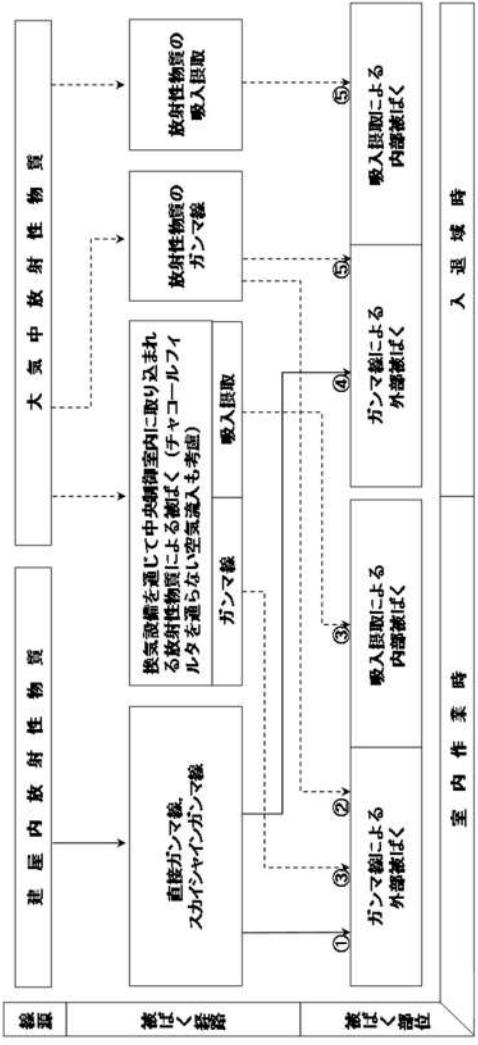 線源
建屋内放射性物質
大気中放射性物質
被ばく経路
直接ガンマ線,
スカイシャインガンマ線
換気設備を通じて中央制御室内に取り込まれ
る放射性物質による被ばく（チャコールフィ
ルタを通らない空気流入も考慮）
ガンマ線
吸入摂取
放射性物質の
ガンマ線
放射性物質の
吸入摂取
被ばく部位
①
③
②
③
④
⑤
⑤
ガンマ線による
外部被ばく
吸入摂取による
内部被ばく
ガンマ線による
外部被ばく
吸入摂取による
内部被ばく
室内作業時
入退域時